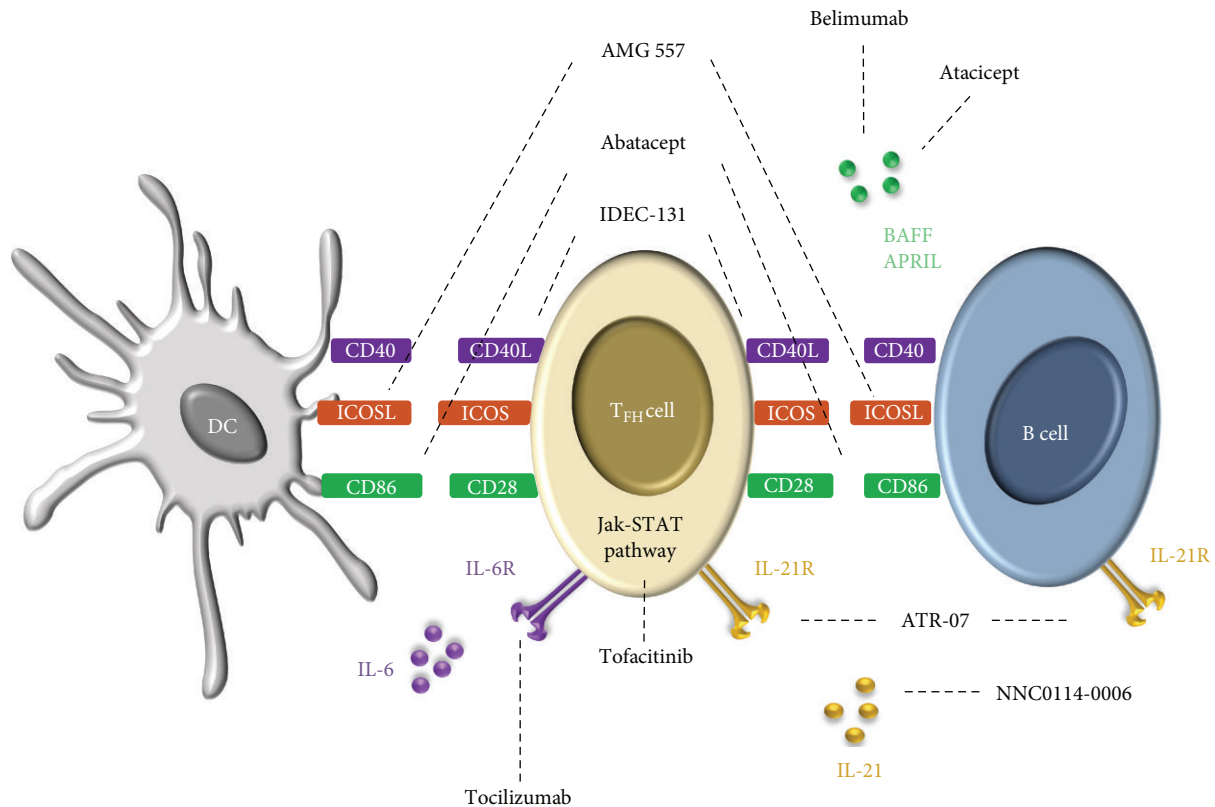 Belimumab
AMG 557
Atacicept
Abatacept
IDEC-131
BAFF
APRIL
CD40
CD40L
CD40L
CD40
ICOSL
ICOS
ICOS
ICOSL
DC
TFH cell
B cell
CD86
CD28
CD28
CD86
Jak-STAT
pathway
IL-6R
IL-21R
IL-21R
ATR-07
IL-6
Tofacitinib
NNC0114-0006
IL-21
Tocilizumab